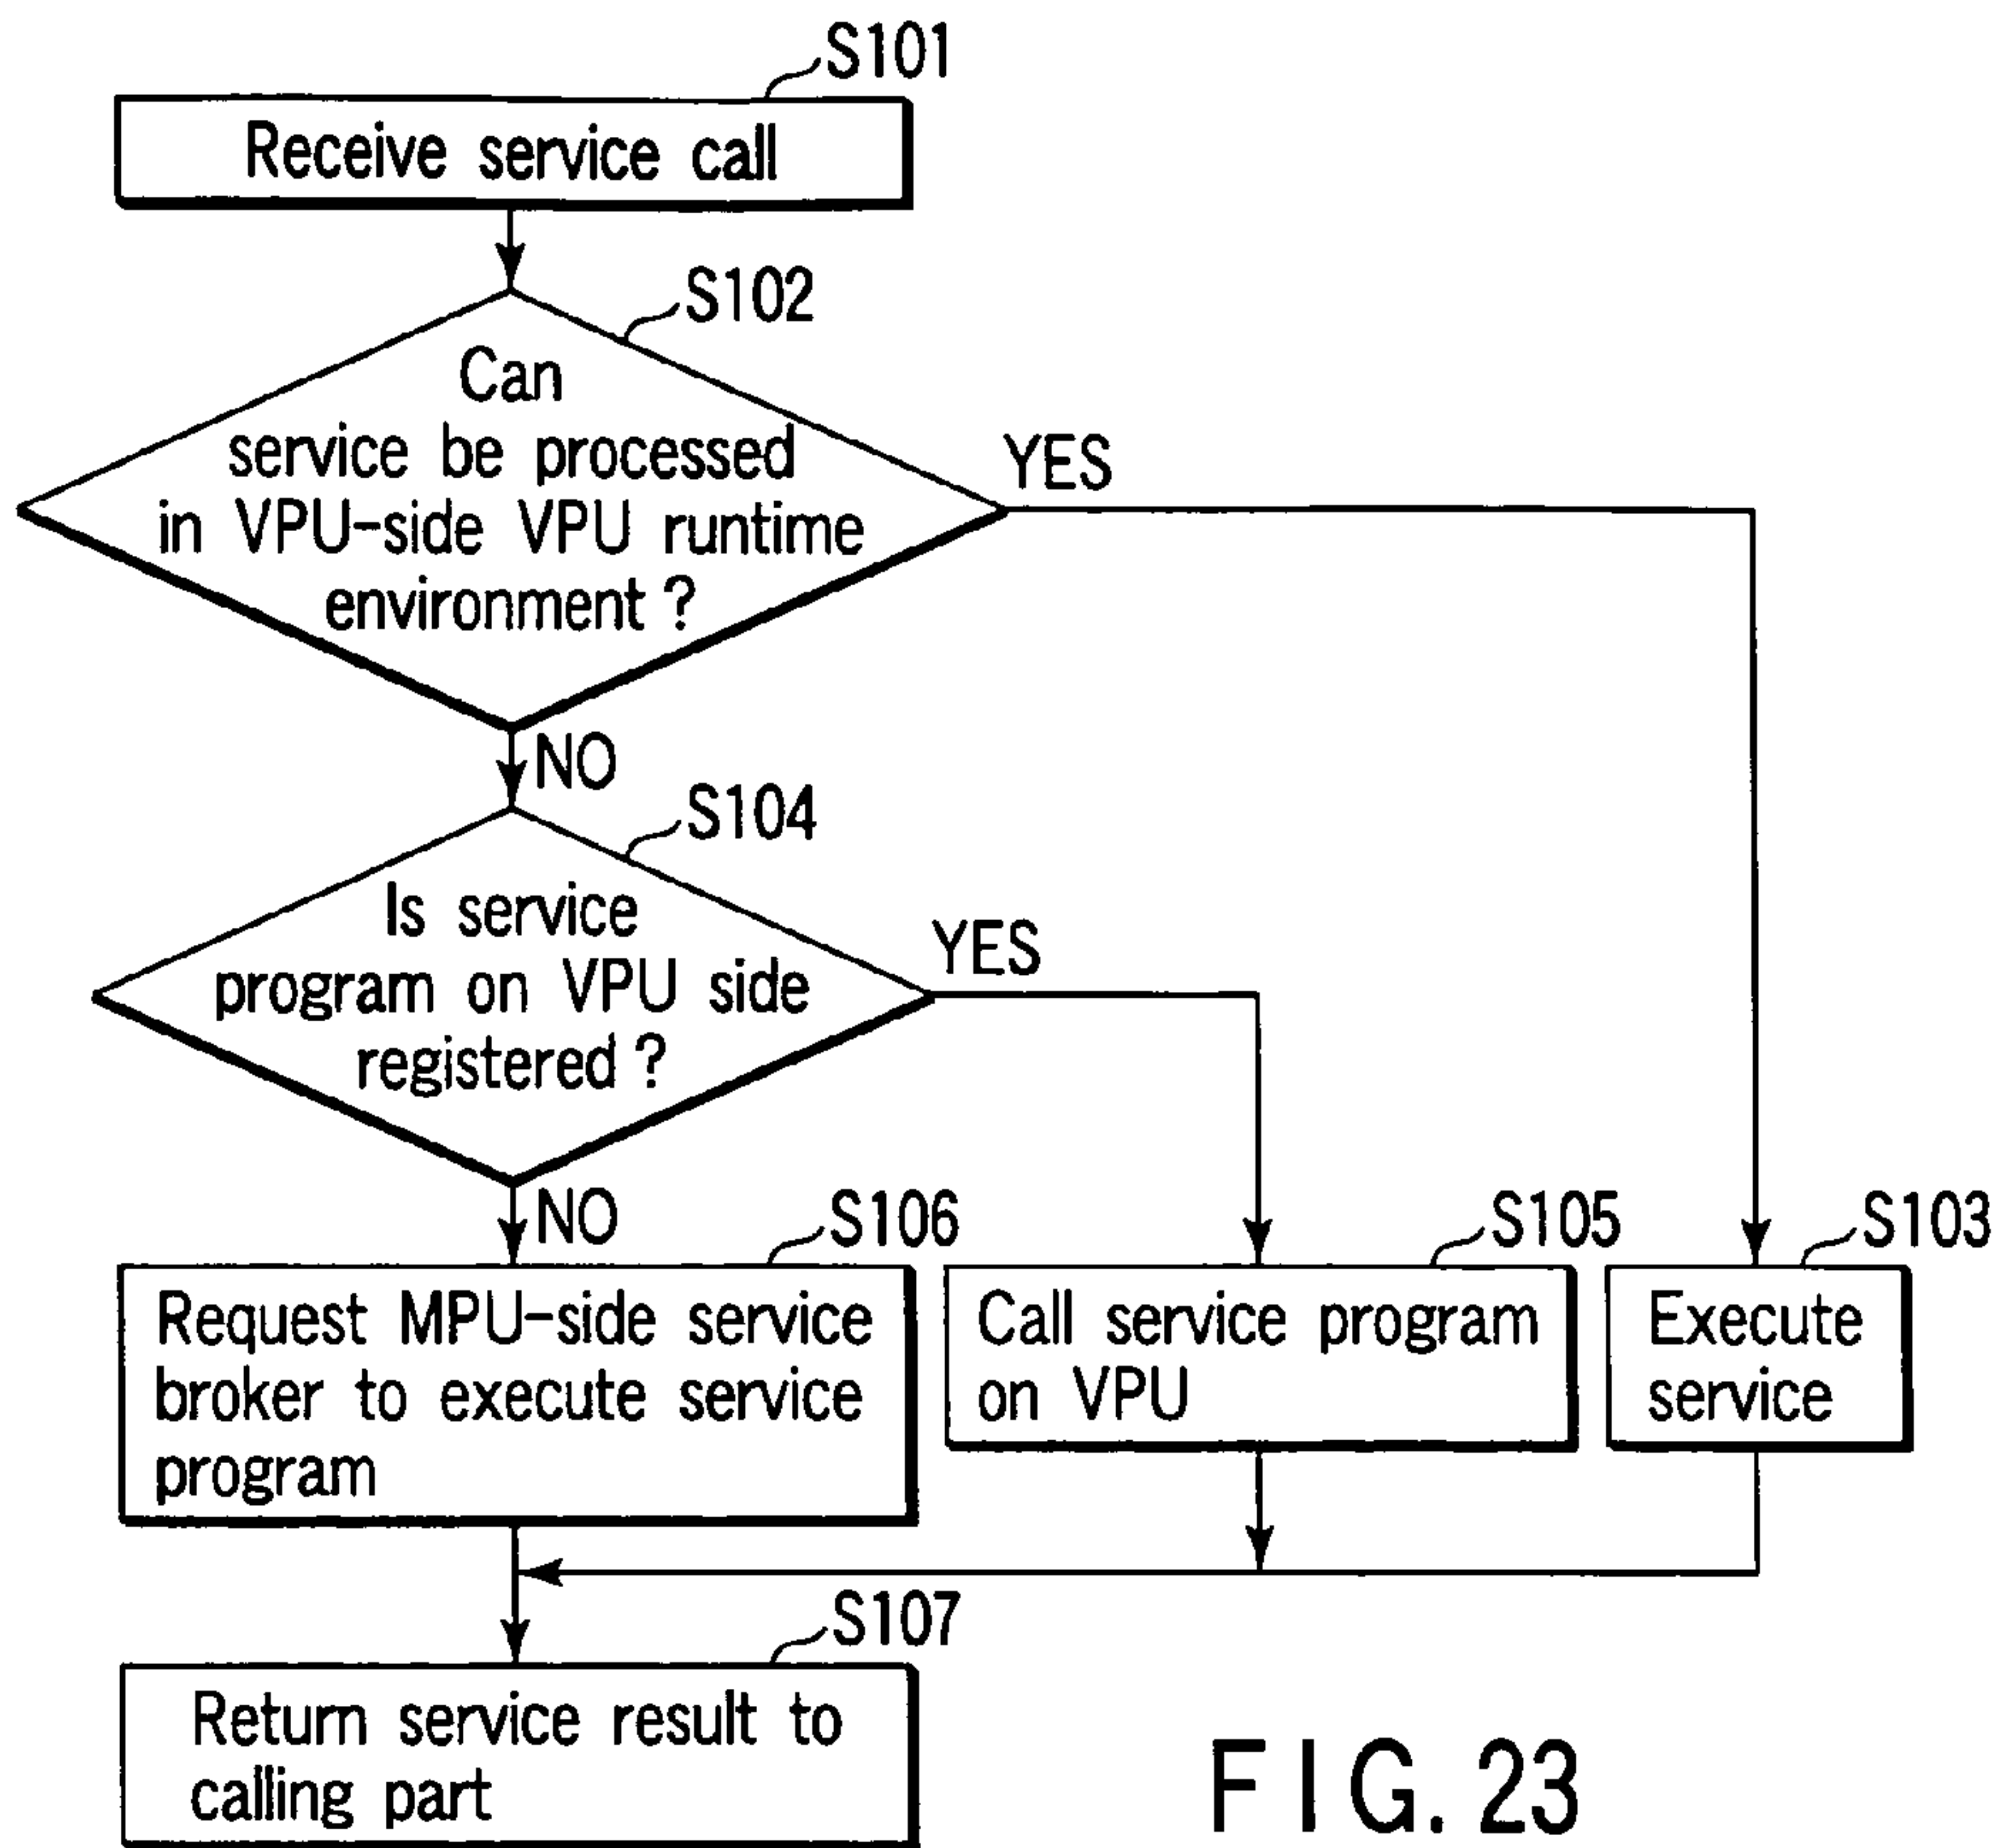 S101
Receive service call
S102
Can
service be processed
in VPU-side VPU runtime
environment ?
YES
NO
S104
Is service
program on VPU side
registered ?
YES
NO
S106
Request MPU-side service
broker to execute service
program
S105
Call service program
on VPU
S103
Execute
service
S107
Return service result to
calling part
FIG. 23